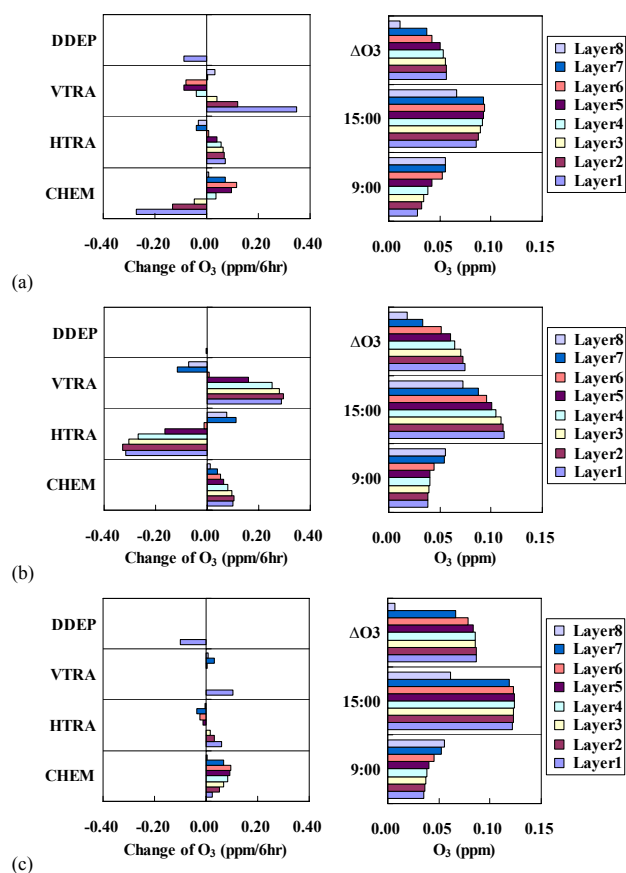 DDEP
VTRA
HTRA
CHEM
-0.40 -0.20 0.00 0.20 0.40
Change of O3 (ppm/6hr)
ΔO3
15:00
9:00
0.00 0.05 0.10 0.15
O3 (ppm)
Layer8
Layer7
Layer6
Layer5
Layer4
Layer3
Layer2
Layer1
(a)
DDEP
VTRA
HTRA
CHEM
-0.40 -0.20 0.00 0.20 0.40
Change of O3 (ppm/6hr)
ΔO3
15:00
9:00
0.00 0.05 0.10 0.15
O3 (ppm)
Layer8
Layer7
Layer6
Layer5
Layer4
Layer3
Layer2
Layer1
(b)
DDEP
VTRA
HTRA
CHEM
-0.40 -0.20 0.00 0.20 0.40
Change of O3 (ppm/6hr)
ΔO3
15:00
9:00
0.00 0.05 0.10 0.15
O3 (ppm)
Layer8
Layer7
Layer6
Layer5
Layer4
Layer3
Layer2
Layer1
(c)